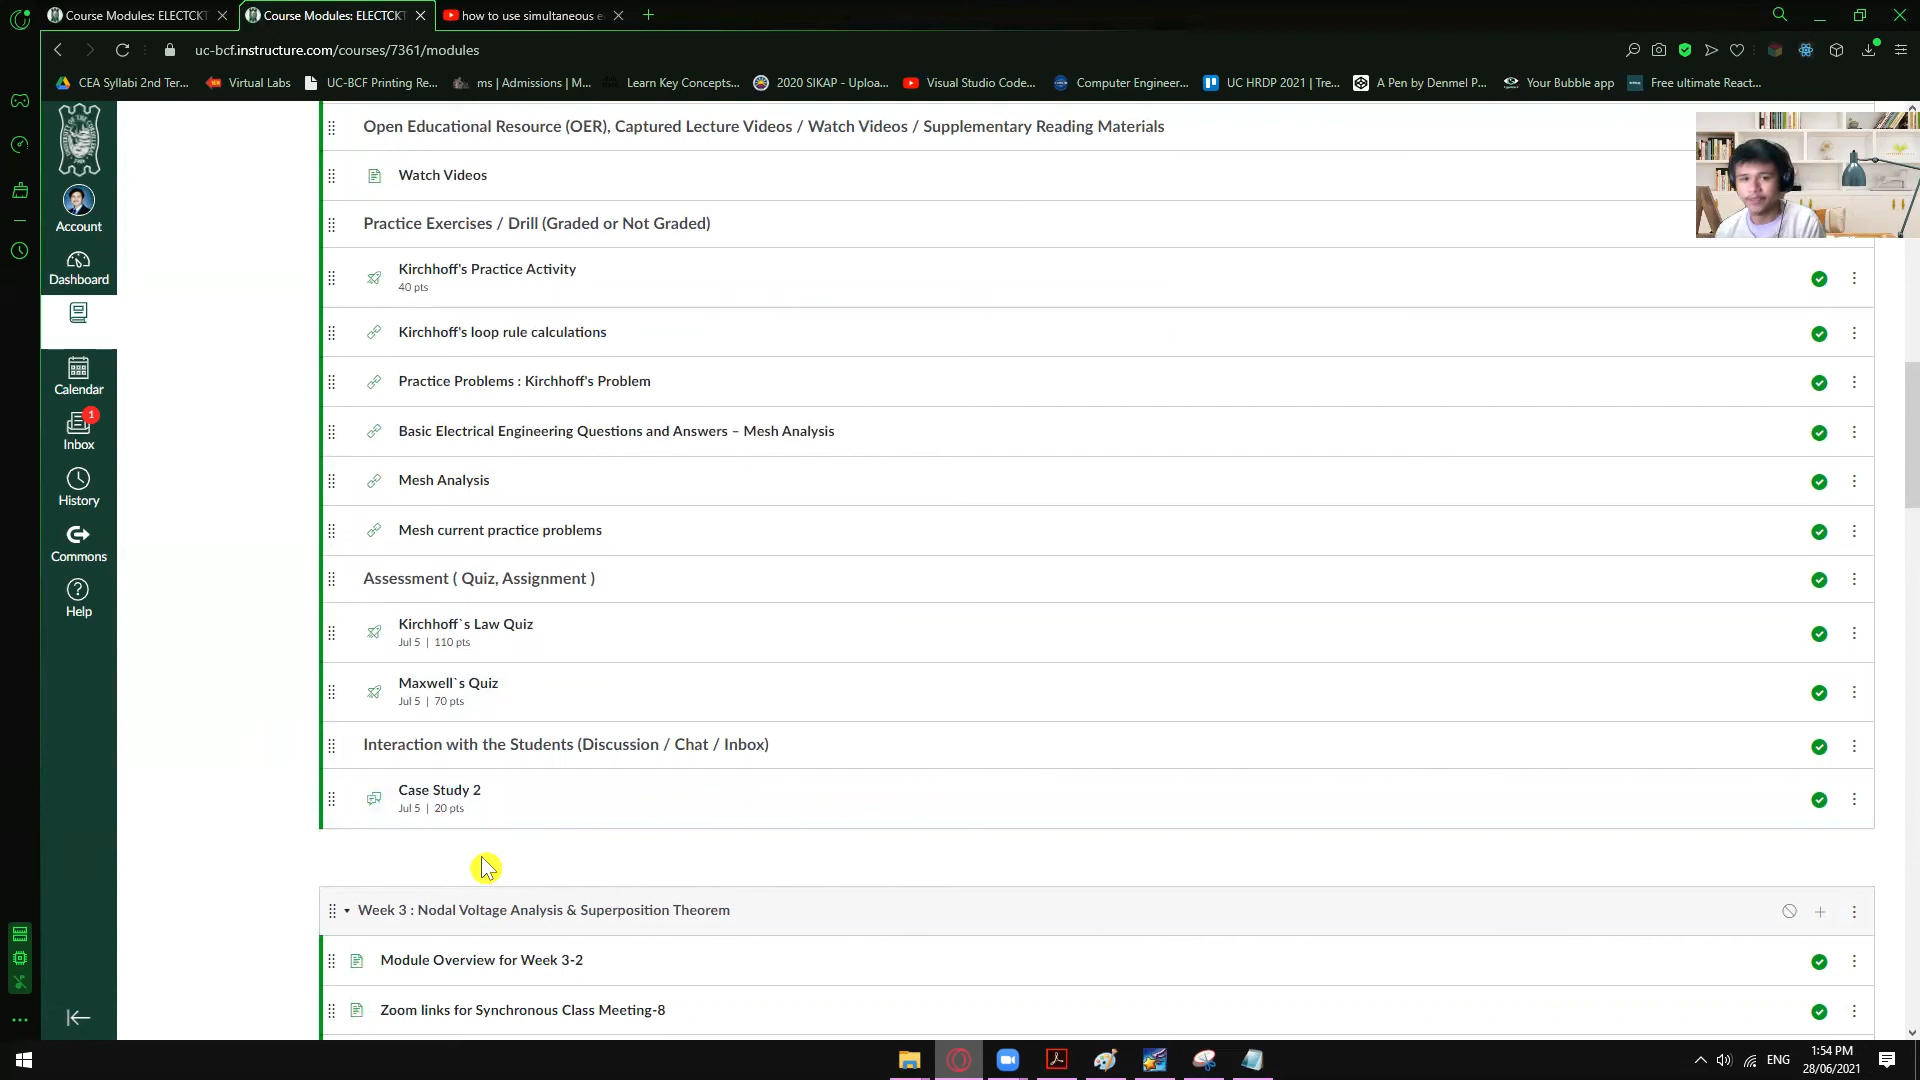 Course Modules: ELECTCKT
Course Modules: ELECTCKT
how to use simultaneous e
uc-bcf.instructure.com/courses/7361/modules
CEA Syllabi 2nd Ter...
Virtual Labs
UC-BCF Printing Re...
ms | Admissions | M...
Learn Key Concepts...
2020 SIKAP - Uploa...
Visual Studio Code...
Computer Engineer...
UC HRDP 2021 | Tre...
A Pen by Denmel P...
Your Bubble app
Free ultimate React...
Account
Dashboard
Calendar
1
Inbox
History
Commons
Help
Open Educational Resource (OER), Captured Lecture Videos / Watch Videos / Supplementary Reading Materials
Watch Videos
Practice Exercises / Drill (Graded or Not Graded)
Kirchhoff's Practice Activity
40 pts
Kirchhoff's loop rule calculations
Practice Problems : Kirchhoff's Problem
Basic Electrical Engineering Questions and Answers – Mesh Analysis
Mesh Analysis
Mesh current practice problems
Assessment ( Quiz, Assignment )
Kirchhoff`s Law Quiz
Jul 5 | 110 pts
Maxwell`s Quiz
Jul 5 | 70 pts
Interaction with the Students (Discussion / Chat / Inbox)
Case Study 2
Jul 5 | 20 pts
Week 3 : Nodal Voltage Analysis & Superposition Theorem
Module Overview for Week 3-2
Zoom links for Synchronous Class Meeting-8
ENG
1:54 PM
28/06/2021